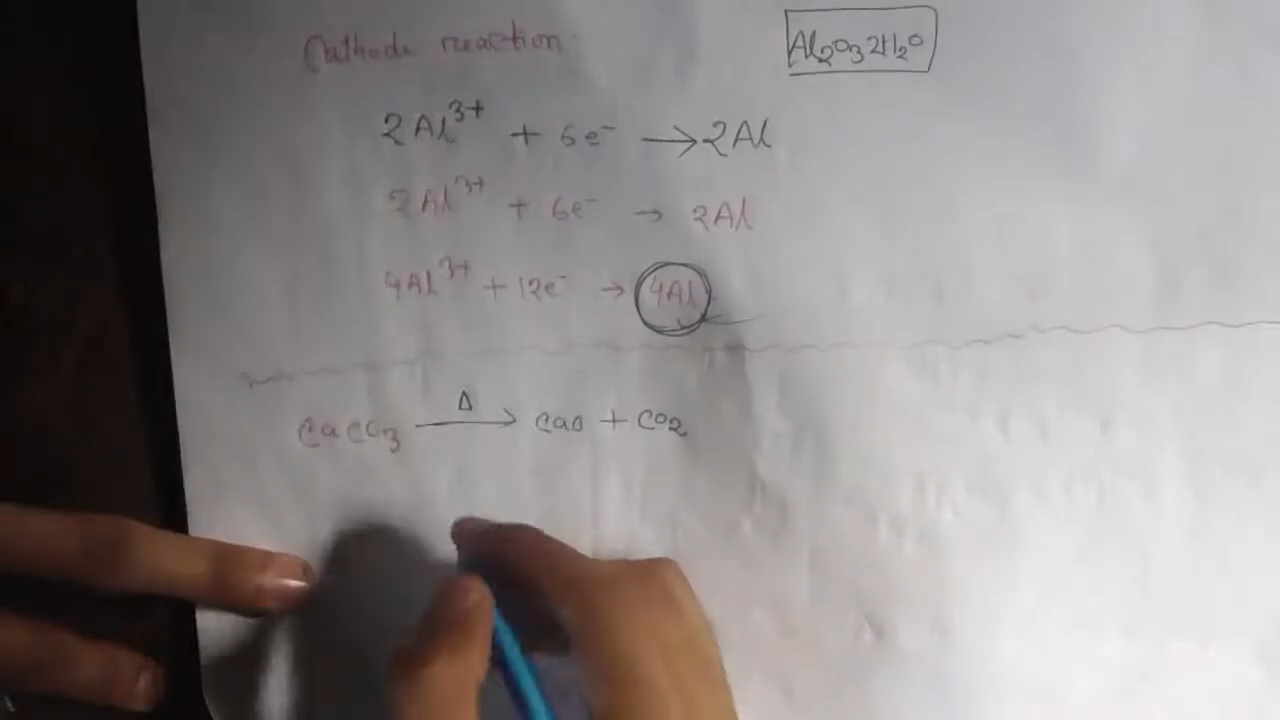 Cathode reaction:
Al2O3 2H2O
2Al³⁺ + 6e⁻ → 2Al
2Al³⁺ + 6e⁻ → 2Al
4Al³⁺ + 12e⁻ → 4Al
CaCO3 Δ→ CaO + CO2